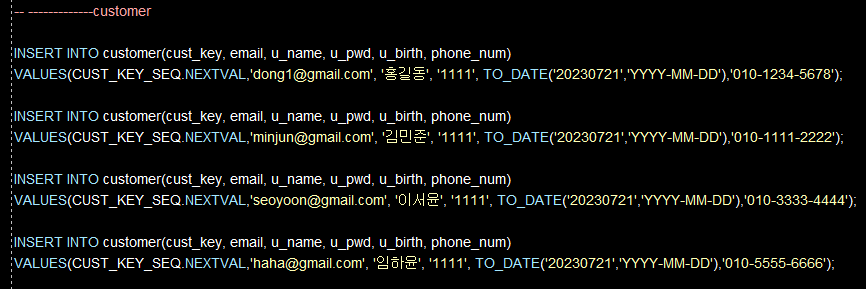 -- -------------customer
INSERT INTO customer(cust_key, email, u_name, u_pwd, u_birth, phone_num)
VALUES(CUST_KEY_SEQ.NEXTVAL,'dong1@gmail.com', '홍길동', '1111', TO_DATE('20230721','YYYY-MM-DD'),'010-1234-5678');
INSERT INTO customer(cust_key, email, u_name, u_pwd, u_birth, phone_num)
VALUES(CUST_KEY_SEQ.NEXTVAL,'minjun@gmail.com', '김민준', '1111', TO_DATE('20230721','YYYY-MM-DD'),'010-1111-2222');
INSERT INTO customer(cust_key, email, u_name, u_pwd, u_birth, phone_num)
VALUES(CUST_KEY_SEQ.NEXTVAL,'seoyoon@gmail.com', '이서윤', '1111', TO_DATE('20230721','YYYY-MM-DD'),'010-3333-4444');
INSERT INTO customer(cust_key, email, u_name, u_pwd, u_birth, phone_num)
VALUES(CUST_KEY_SEQ.NEXTVAL,'haha@gmail.com', '임하윤', '1111', TO_DATE('20230721','YYYY-MM-DD'),'010-5555-6666');